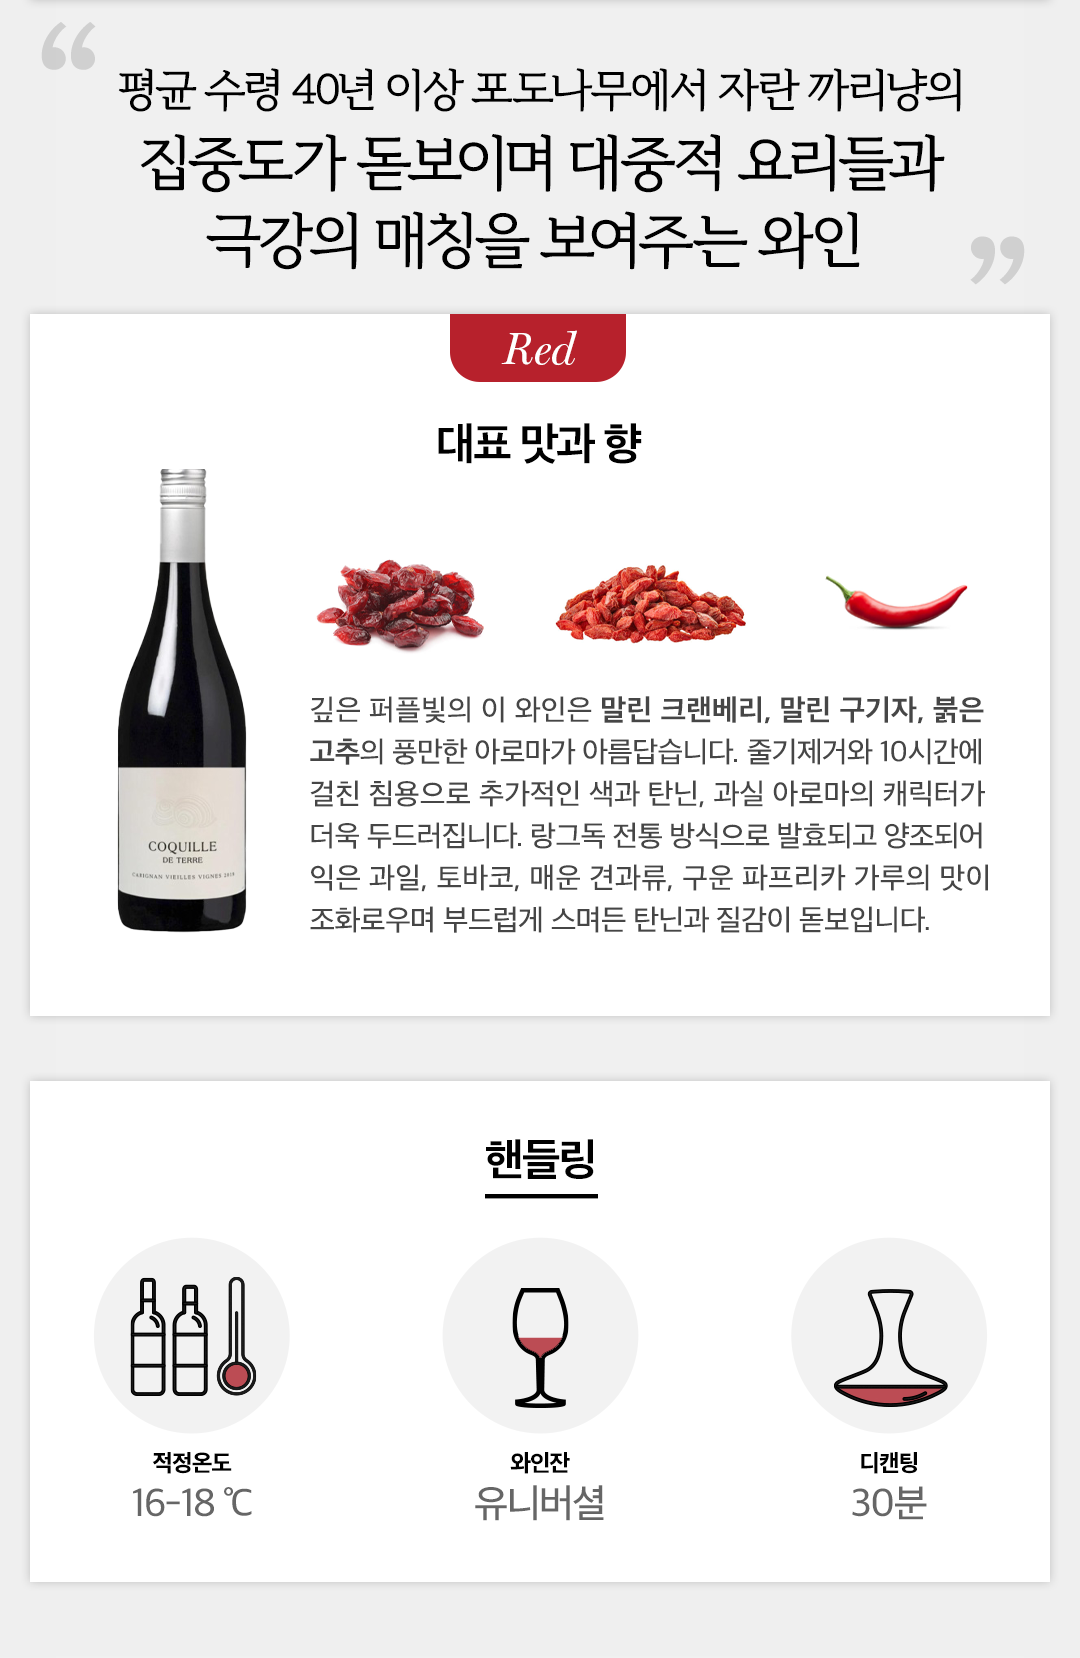 “
평균 수령 40년 이상 포도나무에서 자란 까리냥의
집중도가 돋보이며 대중적 요리들과
극강의 매칭을 보여주는 와인
”
Red
대표 맛과 향
깊은 퍼플빛의 이 와인은 말린 크랜베리, 말린 구기자, 붉은
고추의 풍만한 아로마가 아름답습니다. 줄기제거와 10시간에
걸친 침용으로 추가적인 색과 탄닌, 과실 아로마의 캐릭터가
더욱 두드러집니다. 랑그독 전통 방식으로 발효되고 양조되어
익은 과일, 토바코, 매운 견과류, 구운 파프리카 가루의 맛이
조화로우며 부드럽게 스며든 탄닌과 질감이 돋보입니다.
COQUILLE
DE TERRE
CARIGNAN VIEILLES VIGNES 2018
핸들링
적정온도
16-18 ℃
와인잔
유니버셜
디캔팅
30분